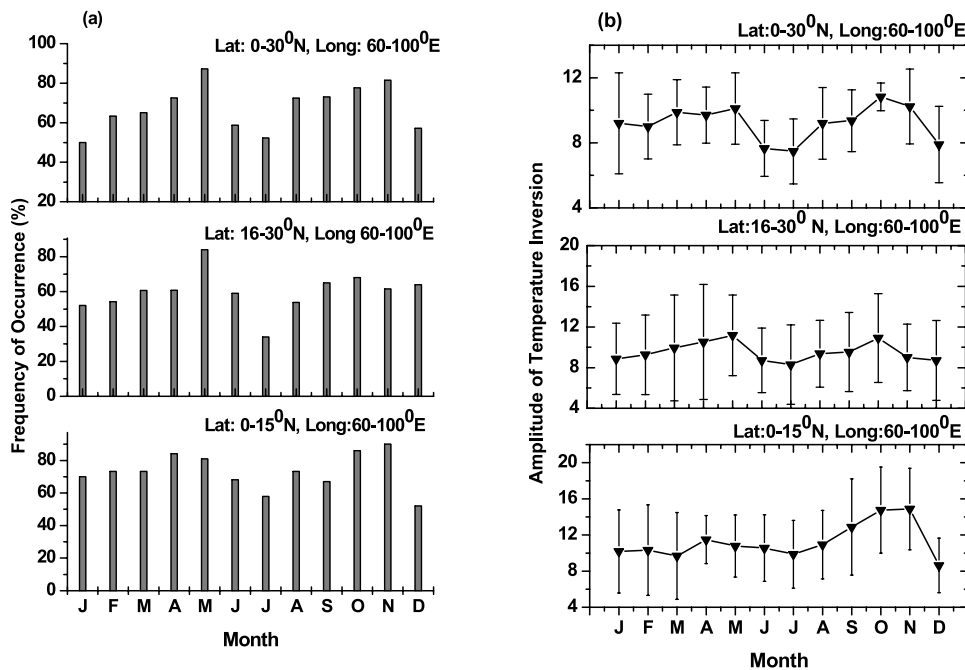 (a)
Lat: 0-30⁰N, Long: 60-100⁰E
100
80
60
40
20
Lat: 16-30⁰N, Long 60-100⁰E
80
60
40
20
0
Lat: 0-15⁰N, Long:60-100⁰E
80
60
40
20
0
Frequency of Occurrence (%)
J F M A M J J A S O N D
Month
(b)
Lat:0-30⁰N, Long:60-100⁰E
12
8
4
Lat:16-30⁰ N, Long:60-100⁰E
20
16
12
8
4
Lat:0-15⁰N, Long:60-100⁰E
20
16
12
8
4
Amplitude of Temperature Inversion
J F M A M J J A S O N D
Month